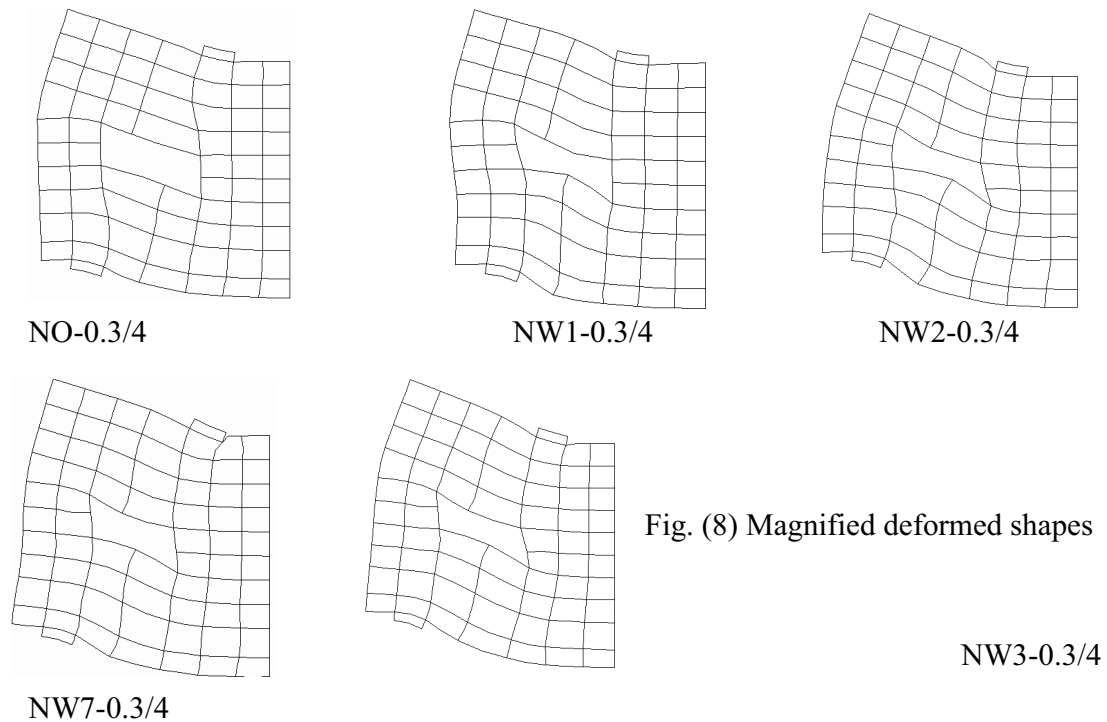 NO-0.3/4
NW1-0.3/4
NW2-0.3/4
Fig. (8) Magnified deformed shapes
NW3-0.3/4
NW7-0.3/4